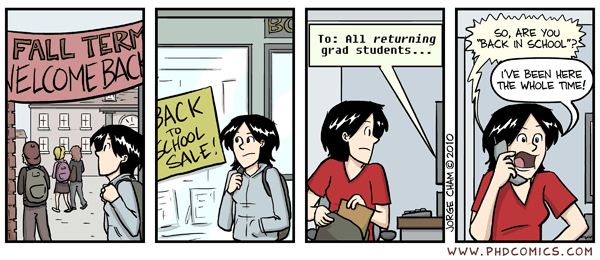 FALL TERM
WELCOME BACK
BO
BACK
TO
SCHOOL
SALE!
To: All returning
grad students...
SO, ARE YOU
"BACK IN SCHOOL"?
I'VE BEEN HERE
THE WHOLE TIME!
JORGE CHAM © 2010
WWW.PHDCOMICS.COM